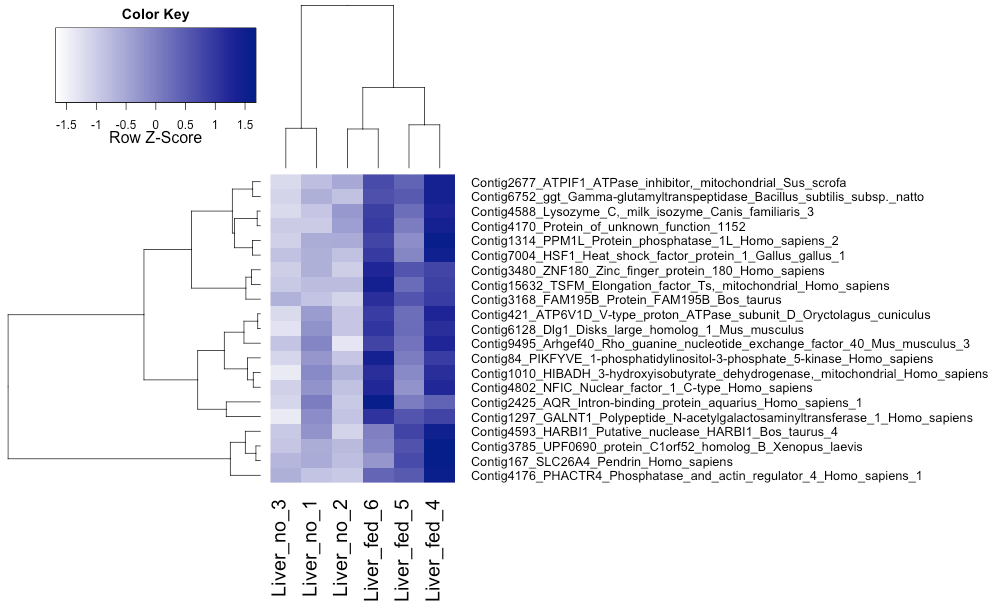 Color Key
-1.5 -1 -0.5 0 0.5 1 1.5
Row Z-Score
Contig2677_ATPIF1_ATPase_inhibitor,_mitochondrial_Sus_scrofa
Contig6752_ggt_Gamma-glutamyltranspeptidase_Bacillus_subtilis_subsp._natto
Contig4588_Lysozyme_C,_milk_isozyme_Canis_familiaris_3
Contig4170_Protein_of_unknown_function_1152
Contig1314_PPM1L_Protein_phosphatase_1L_Homo_sapiens_2
Contig7004_HSF1_Heat_shock_factor_protein_1_Gallus_gallus_1
Contig3480_ZNF180_Zinc_finger_protein_180_Homo_sapiens
Contig15632_TSFM_Elongation_factor_Ts,_mitochondrial_Homo_sapiens
Contig3168_FAM195B_Protein_FAM195B_Bos_taurus
Contig421_ATP6V1D_V-type_proton_ATPase_subunit_D_Oryctolagus_cuniculus
Contig6128_Dlg1_Disks_large_homolog_1_Mus_musculus
Contig9495_Arhgef40_Rho_guanine_nucleotide_exchange_factor_40_Mus_musculus_3
Contig84_PIKFYVE_1-phosphatidylinositol-3-phosphate_5-kinase_Homo_sapiens
Contig1010_HIBADH_3-hydroxyisobutyrate_dehydrogenase,_mitochondrial_Homo_sapiens
Contig4802_NFIC_Nuclear_factor_1_C-type_Homo_sapiens
Contig2425_AQR_Intron-binding_protein_aquarius_Homo_sapiens_1
Contig1297_GALNT1_Polypeptide_N-acetylgalactosaminyltransferase_1_Homo_sapiens
Contig4593_HARBI1_Putative_nuclease_HARBI1_Bos_taurus_4
Contig3785_UPF0690_protein_C1orf52_homolog_B_Xenopus_laevis
Contig167_SLC26A4_Pendrin_Homo_sapiens
Contig4176_PHACTR4_Phosphatase_and_actin_regulator_4_Homo_sapiens_1
Liver_no_3
Liver_no_1
Liver_no_2
Liver_fed_6
Liver_fed_5
Liver_fed_4